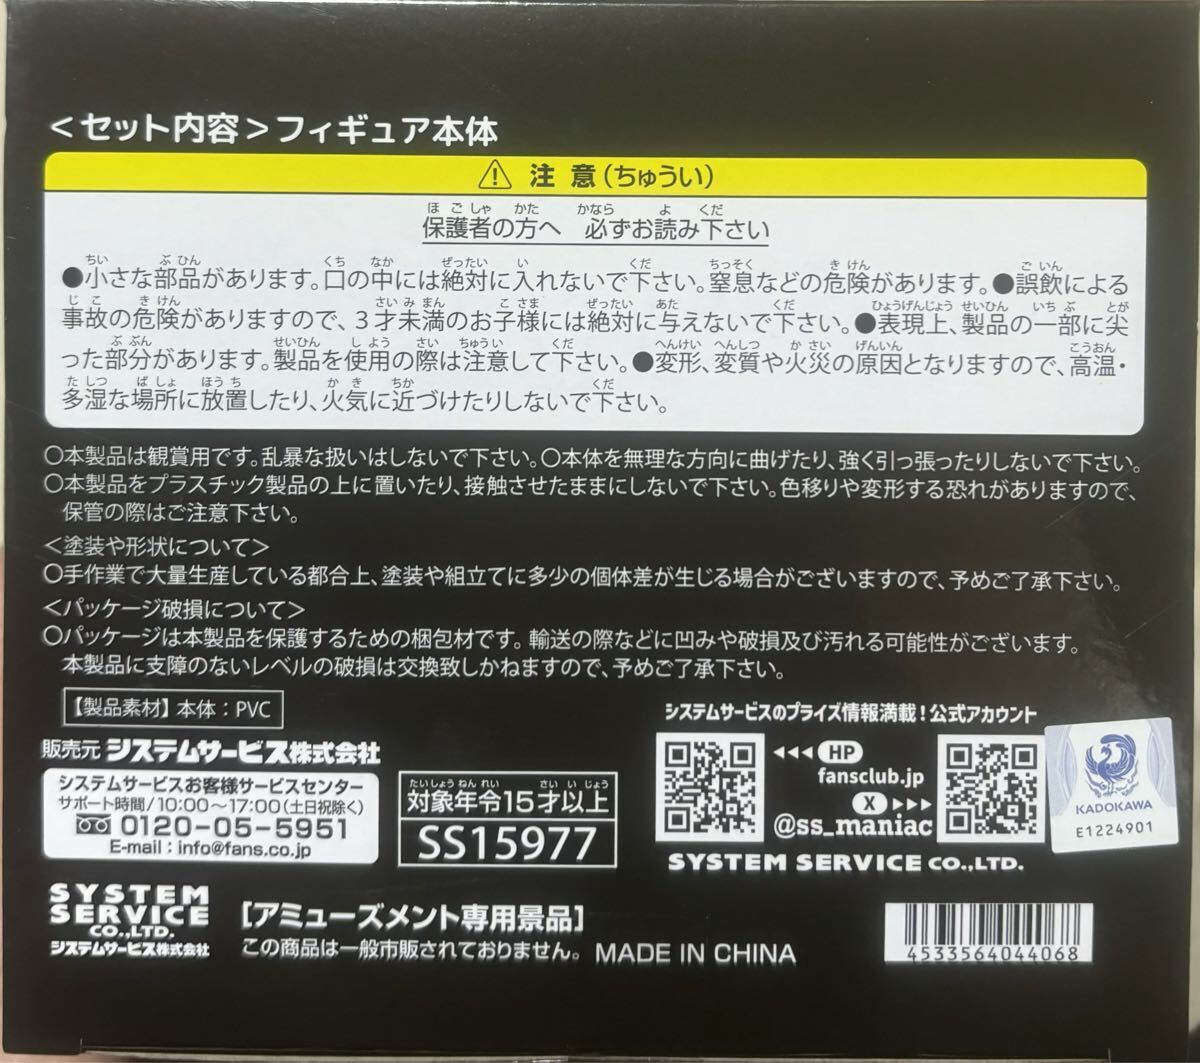 ＜セット内容＞フィギュア本体
⚠ 注 意（ちゅうい）
保護者の方へ　必ずお読み下さい
●小さな部品があります。口の中には絶対に入れないで下さい。窒息などの危険があります。●誤飲による
事故の危険がありますので、3才未満のお子様には絶対に与えないで下さい。●表現上、製品の一部に尖
った部分があります。製品を使用の際は注意して下さい。●変形、変質や火災の原因となりますので、高温・
多湿な場所に放置したり、火気に近づけたりしないで下さい。
○本製品は観賞用です。乱暴な扱いはしないで下さい。○本体を無理な方向に曲げたり、強く引っ張ったりしないで下さい。
○本製品をプラスチック製品の上に置いたり、接触させたままにしないで下さい。色移りや変形する恐れがありますので、
保管の際はご注意下さい。
＜塗装や形状について＞
○手作業で大量生産している都合上、塗装や組立てに多少の個体差が生じる場合がございますので、予めご了承下さい。
＜パッケージ破損について＞
○パッケージは本製品を保護するための梱包材です。輸送の際などに凹みや破損及び汚れる可能性がございます。
本製品に支障のないレベルの破損は交換致しかねますので、予めご了承下さい。
【製品素材】本体：PVC
販売元 システムサービス株式会社
システムサービスお客様サービスセンター
サポート時間/10:00～17:00（土日祝除く）
0120-05-5951
E-mail：info@fans.co.jp
対象年令15才以上
SS15977
システムサービスのプライズ情報満載！公式アカウント
◀◀◀ HP
fansclub.jp
X ▶▶▶
@ss_maniac
SYSTEM SERVICE CO.,LTD.
KADOKAWA
E1224901
SYSTEM
SERVICE
CO.,LTD.
システムサービス株式会社
［アミューズメント専用景品］
この商品は一般市販されておりません。 MADE IN CHINA
4533564044068